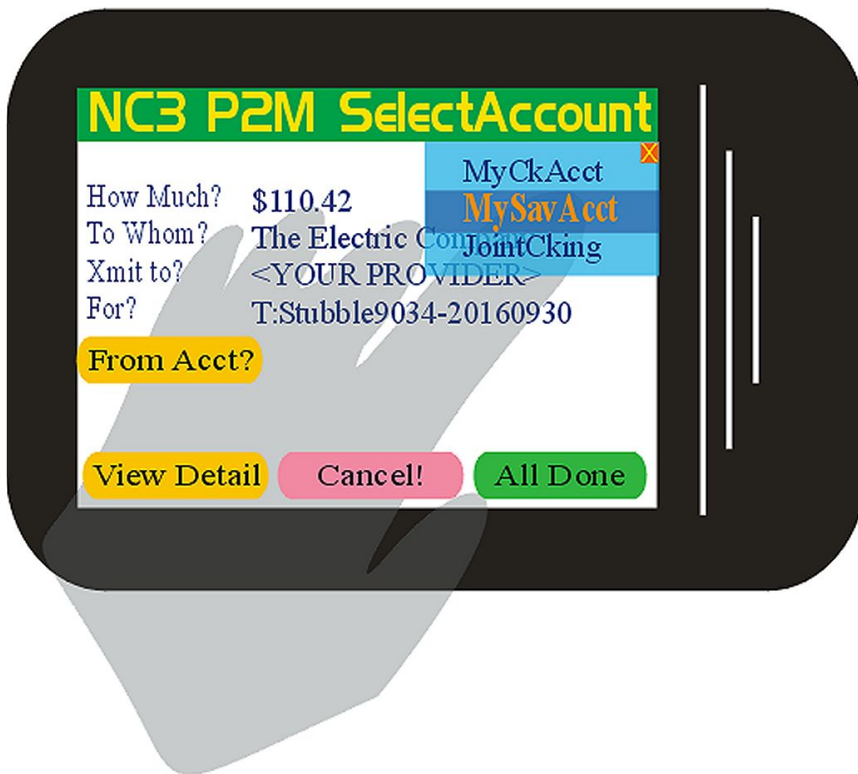 NC3 P2M SelectAccount
X
MyCkAcct
How Much? $110.42 MySavAcct
To Whom? The Electric Company
JointCking
Xmit to? <YOUR PROVIDER>
For? T:Stubble9034-20160930
From Acct?
View Detail Cancel! All Done